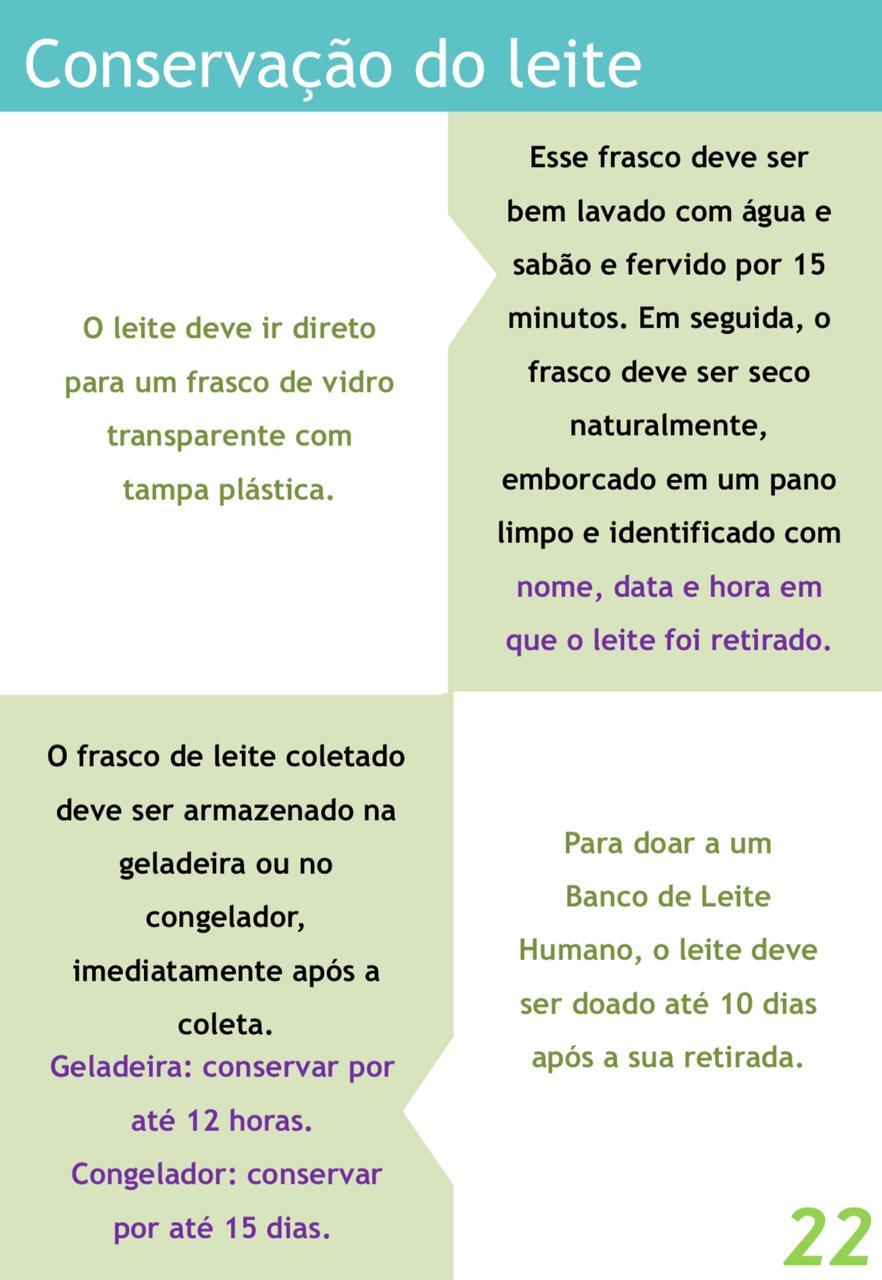 Conservação do leite
O leite deve ir direto
para um frasco de vidro
transparente com
tampa plástica.
Esse frasco deve ser
bem lavado com água e
sabão e fervido por 15
minutos. Em seguida, o
frasco deve ser seco
naturalmente,
emborcado em um pano
limpo e identificado com
nome, data e hora em
que o leite foi retirado.
O frasco de leite coletado
deve ser armazenado na
geladeira ou no
congelador,
imediatamente após a
coleta.
Geladeira: conservar por
até 12 horas.
Congelador: conservar
por até 15 dias.
Para doar a um
Banco de Leite
Humano, o leite deve
ser doado até 10 dias
após a sua retirada.
22